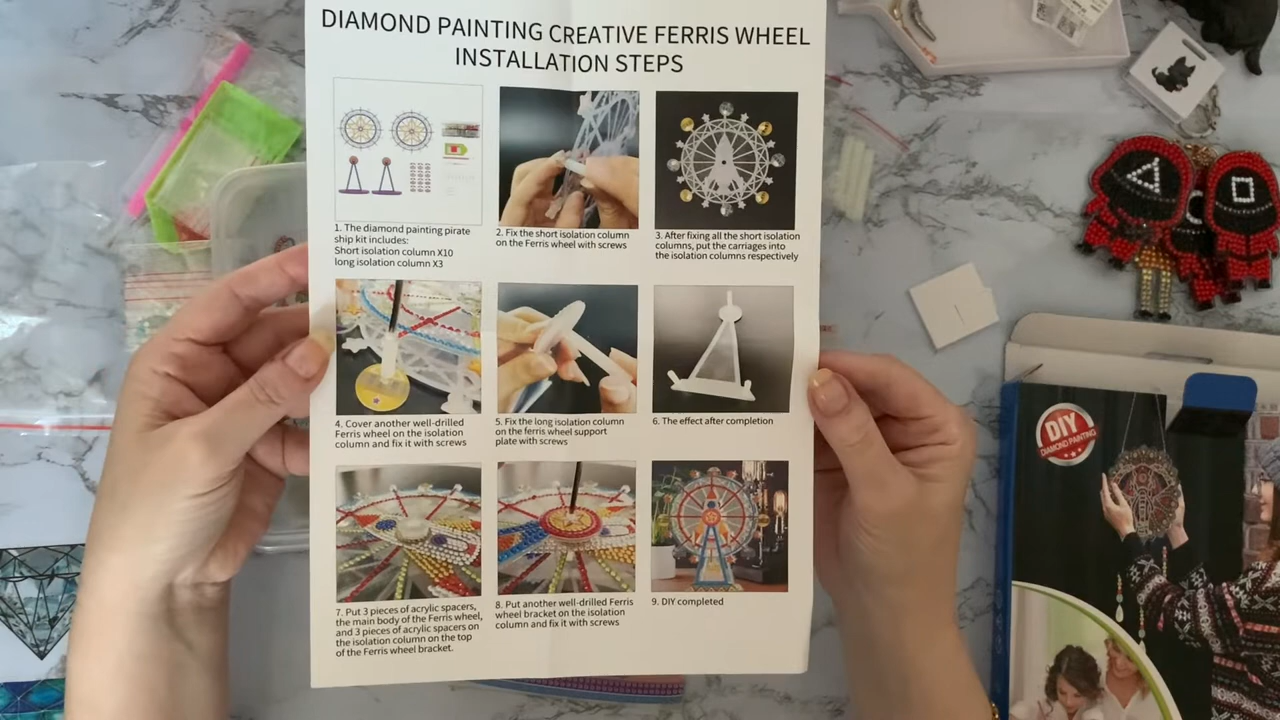 DIAMOND PAINTING CREATIVE FERRIS WHEEL
INSTALLATION STEPS
1. The diamond painting pirate
ship kit includes:
Short isolation column X10
long isolation column X3
2. Fix the short isolation column
on the Ferris wheel with screws
3. After fixing all the short isolation
columns, put the carriages into
the isolation columns respectively
4. Cover another well-drilled
Ferris wheel on the isolation
column and fix it with screws
5. Fix the long isolation column
on the ferris wheel support
plate with screws
6. The effect after completion
7. Put 3 pieces of acrylic spacers,
the main body of the Ferris wheel,
and 3 pieces of acrylic spacers on
the isolation column on the top
of the Ferris wheel bracket.
8. Put another well-drilled Ferris
wheel bracket on the isolation
column and fix it with screws
9. DIY completed
DIY
DIAMOND PAINTING